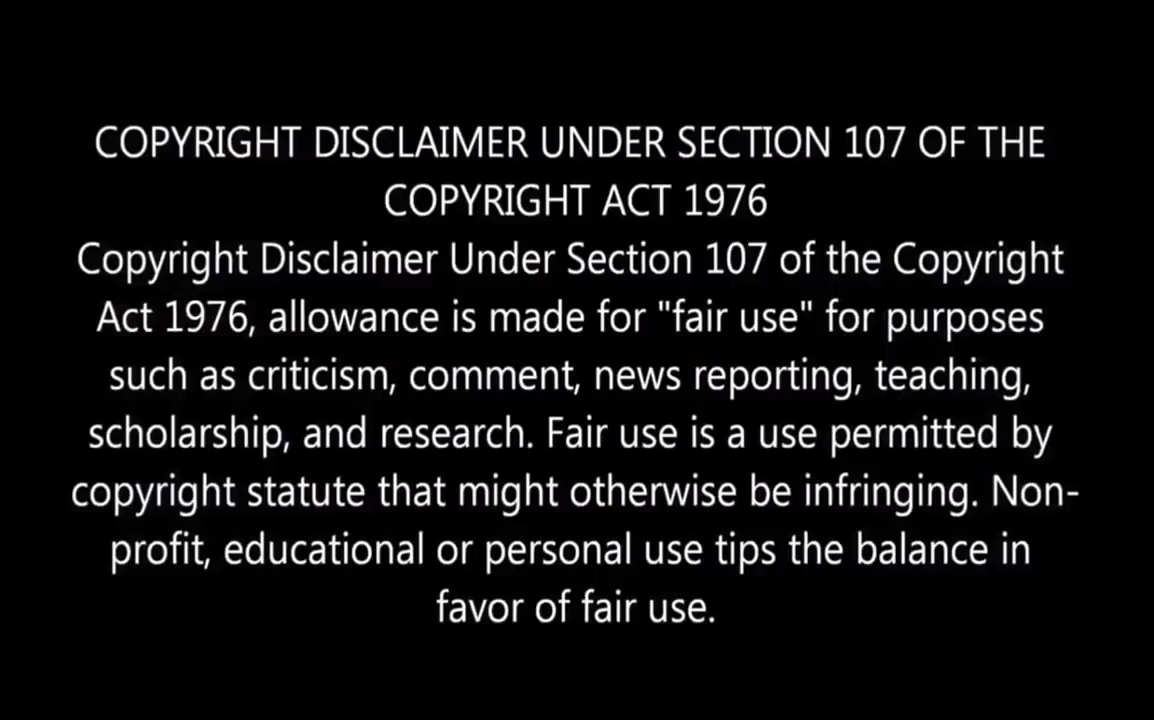 COPYRIGHT DISCLAIMER UNDER SECTION 107 OF THE
COPYRIGHT ACT 1976
Copyright Disclaimer Under Section 107 of the Copyright
Act 1976, allowance is made for "fair use" for purposes
such as criticism, comment, news reporting, teaching,
scholarship, and research. Fair use is a use permitted by
copyright statute that might otherwise be infringing. Non-
profit, educational or personal use tips the balance in
favor of fair use.